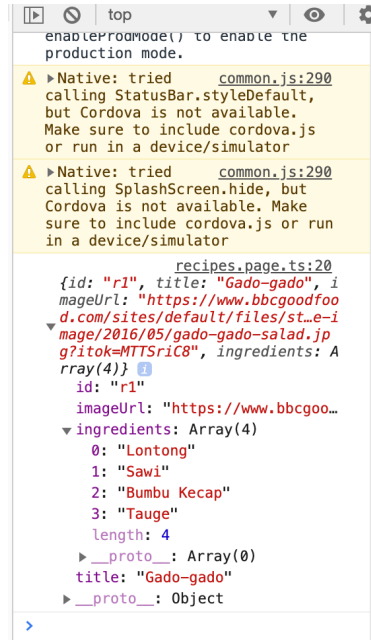 top
enableProdMode() to enable the
production mode.
Native: tried common.js:290
calling StatusBar.styleDefault,
but Cordova is not available.
Make sure to include cordova.js
or run in a device/simulator
Native: tried common.js:290
calling SplashScreen.hide, but
Cordova is not available. Make
sure to include cordova.js or run
in a device/simulator
recipes.page.ts:20
{id: "r1", title: "Gado-gado", i
mageUrl: "https://www.bbcgoodfoo
d.com/sites/default/files/st…e-i
image/2016/05/gado-gado-salad.jp
g?itok=MTTSriC8", ingredients: A
rray(4)}
id: "r1"
imageUrl: "https://www.bbcgoo…
ingredients: Array(4)
0: "Lontong"
1: "Sawi"
2: "Bumbu Kecap"
3: "Tauge"
length: 4
__proto__: Array(0)
title: "Gado-gado"
__proto__: Object